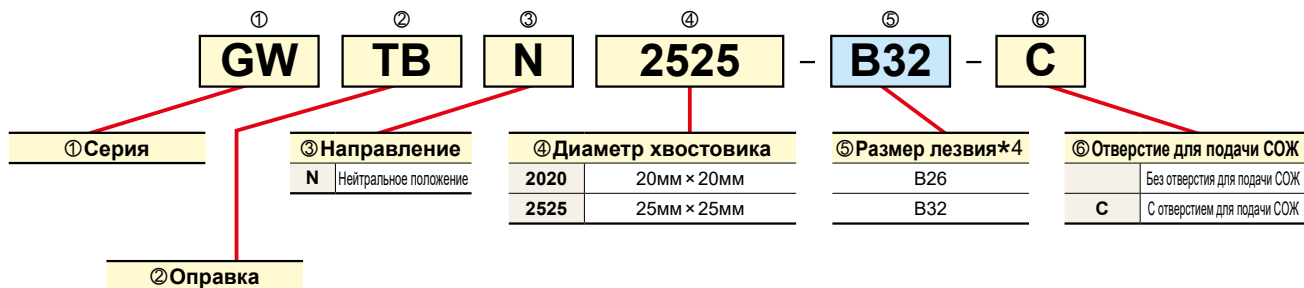 ① ② ③ ④ ⑤ ⑥
GW TB N 2525 – B32 – C
①Серия
②Оправка
③Направление
N Нейтральное положение
④Диаметр хвостовика
2020 20мм × 20мм
2525 25мм × 25мм
⑤Размер лезвия*4
B26
B32
⑥Отверстие для подачи СОЖ
Без отверстия для подачи СОЖ
C С отверстием для подачи СОЖ